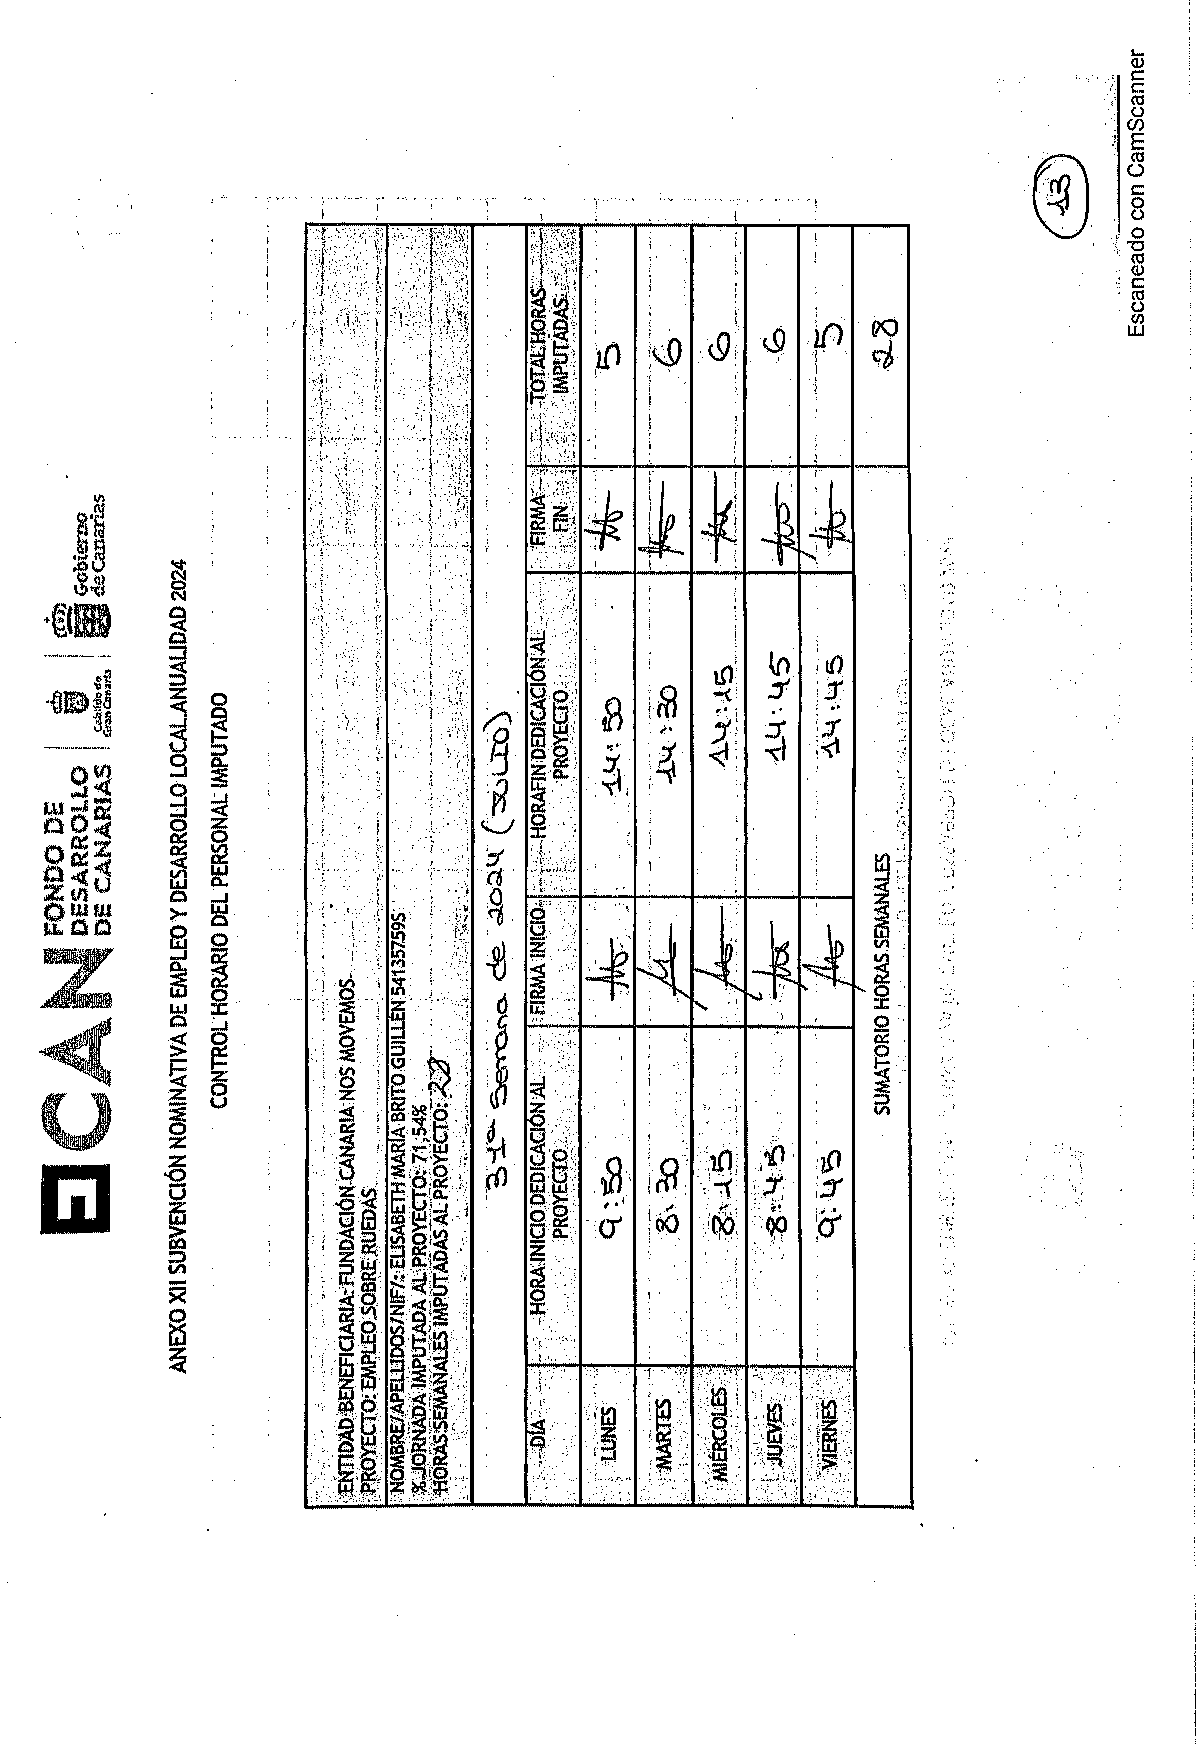 FONDO DE
DESARROLLO
DE CANARIAS
Cabildo de
Gran Canaria
Gobierno
de Canarias
ANEXO XII SUBVENCIÓN NOMINATIVA DE EMPLEO Y DESARROLLO LOCAL ANUALIDAD 2024
CONTROL HORARIO DEL PERSONAL IMPUTADO
ENTIDAD BENEFICIARIA: FUNDACIÓN CANARIA NOS MOVEMOS
PROYECTO: EMPLEO SOBRE RUEDAS
NOMBRE/APELLIDOS/NIF/: ELISABETH MARÍA BRITO GUILLÉN 54135759S
% JORNADA IMPUTADA AL PROYECTO: 71,54%
HORAS SEMANALES IMPUTADAS AL PROYECTO: 28
31ª Semana de 2024 (JULIO)
DÍA HORA INICIO DEDICACIÓN AL PROYECTO FIRMA INICIO HORA FIN DEDICACIÓN AL PROYECTO FIRMA FIN TOTAL HORAS IMPUTADAS
LUNES 9:50 14:50 5
MARTES 8:30 14:30 6
MIÉRCOLES 8:15 14:15 6
JUEVES 8:45 14:45 6
VIERNES 9:45 14:45 5
SUMATORIO HORAS SEMANALES 28
13
Escaneado con CamScanner